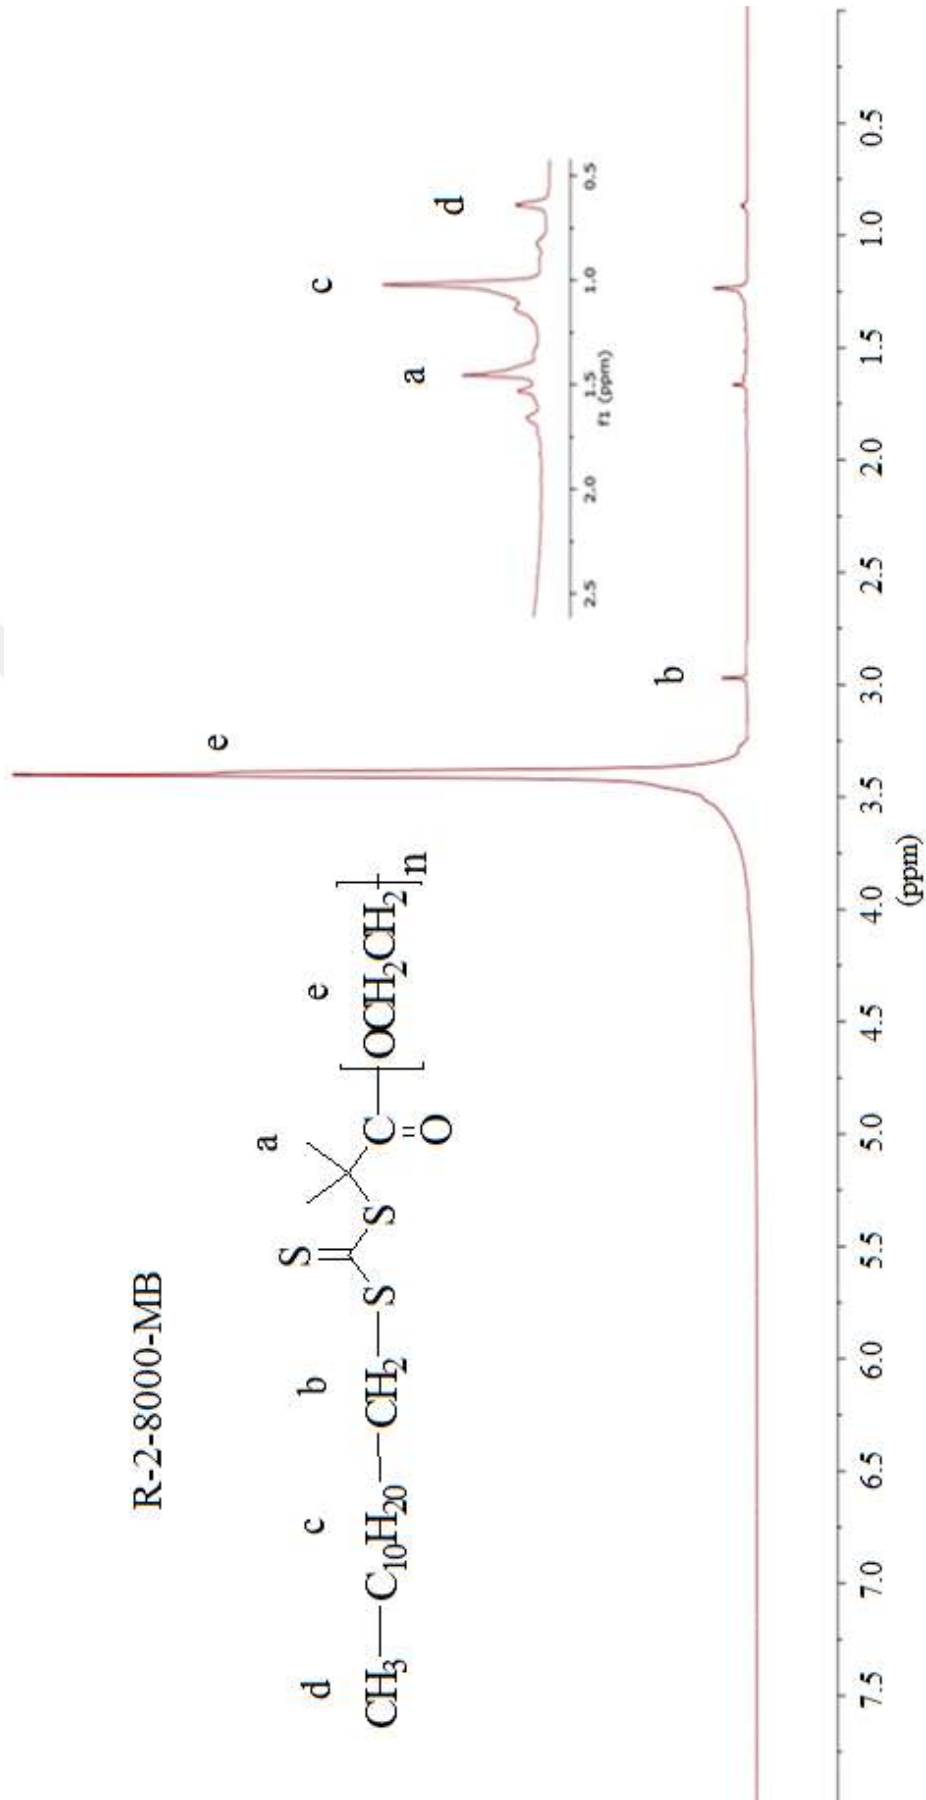 R-2-8000-MB
d c b a e
CH3—C10H20—CH2—S S S C=O [OCH2CH2]n
e
b
a c d
2.5 2.0 1.5 1.0 0.5
f1 (ppm)
7.5 7.0 6.5 6.0 5.5 5.0 4.5 4.0 3.5 3.0 2.5 2.0 1.5 1.0 0.5
(ppm)